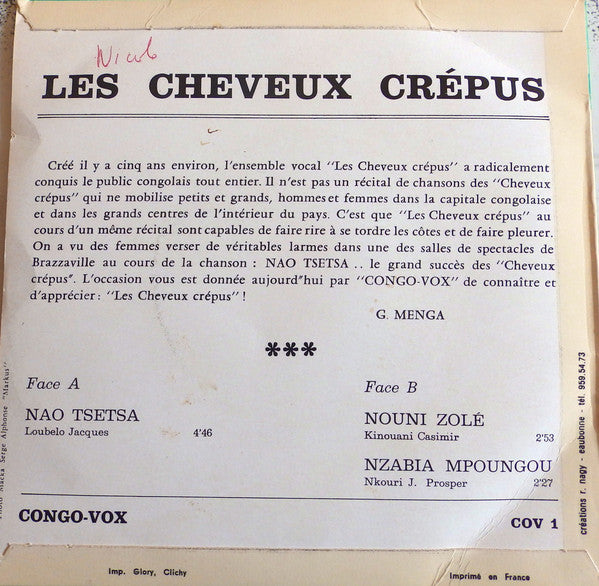 Nicole
LES CHEVEUX CRÉPUS
Créé il y a cinq ans environ, l'ensemble vocal "Les Cheveux crépus" a radicalement
conquis le public congolais tout entier. Il n'est pas un récital de chansons des "Cheveux
crépus" qui ne mobilise petits et grands, hommes et femmes dans la capitale congolaise
et dans les grands centres de l'intérieur du pays. C'est que "Les Cheveux crépus" au
cours d'un même récital sont capables de faire rire à se tordre les côtes et de faire pleurer.
On a vu des femmes verser de véritables larmes dans une des salles de spectacles de
Brazzaville au cours de la chanson : NAO TSETSA .. le grand succès des "Cheveux
crépus". L'occasion vous est donnée aujourd"hui par "CONGO-VOX" de connaître et
d'apprécier : "Les Cheveux crépus" !
G. MENGA
***
Face A
NAO TSETSA
Loubelo Jacques 4'46
Face B
NOUNI ZOLÉ
Kinouani Casimir 2'53
NZABIA MPOUNGOU
Nkouri J. Prosper 2'27
CONGO-VOX
COV 1
Photo Macka Serge Alphonse "Markus"
créations r. nagy - eaubonne - tél. 959.54.73
Imp. Glory, Clichy
Imprimé en France